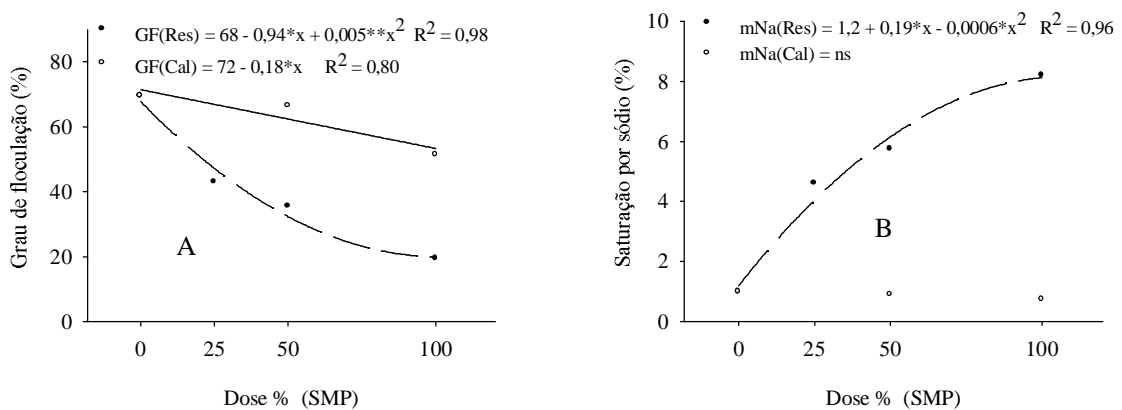 GF(Res) = 68 - 0,94*x + 0,005**x² R² = 0,98
GF(Cal) = 72 - 0,18*x R² = 0,80
Grau de floculação (%)
80
60
40
20
0
A
0 25 50 100
Dose % (SMP)
mNa(Res) = 1,2 + 0,19*x - 0,0006*x² R² = 0,96
mNa(Cal) = ns
Saturação por sódio (%)
10
8
6
4
2
0
B
0 25 50 100
Dose % (SMP)